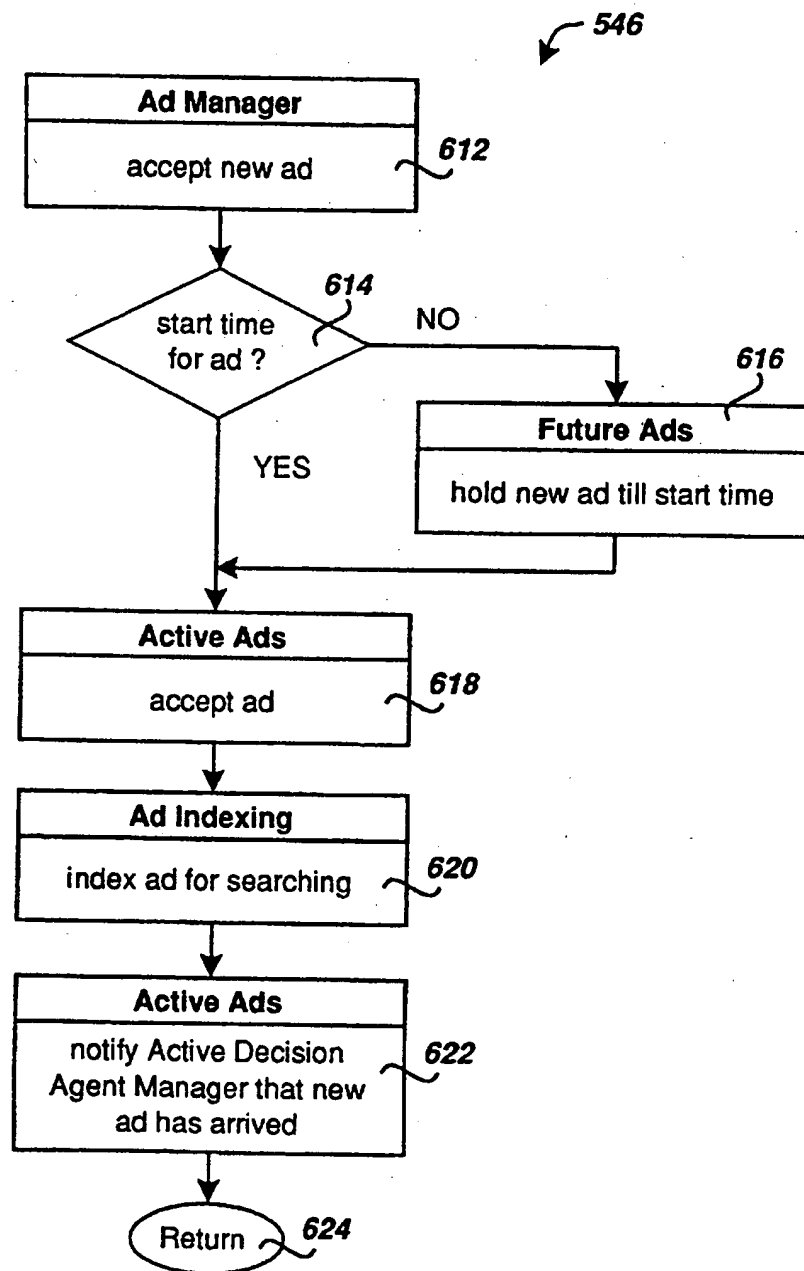 546
Ad Manager
accept new ad
612
start time
for ad ?
614
NO
YES
616
Future Ads
hold new ad till start time
Active Ads
accept ad
618
Ad Indexing
index ad for searching
620
Active Ads
notify Active Decision
Agent Manager that new
ad has arrived
622
Return
624